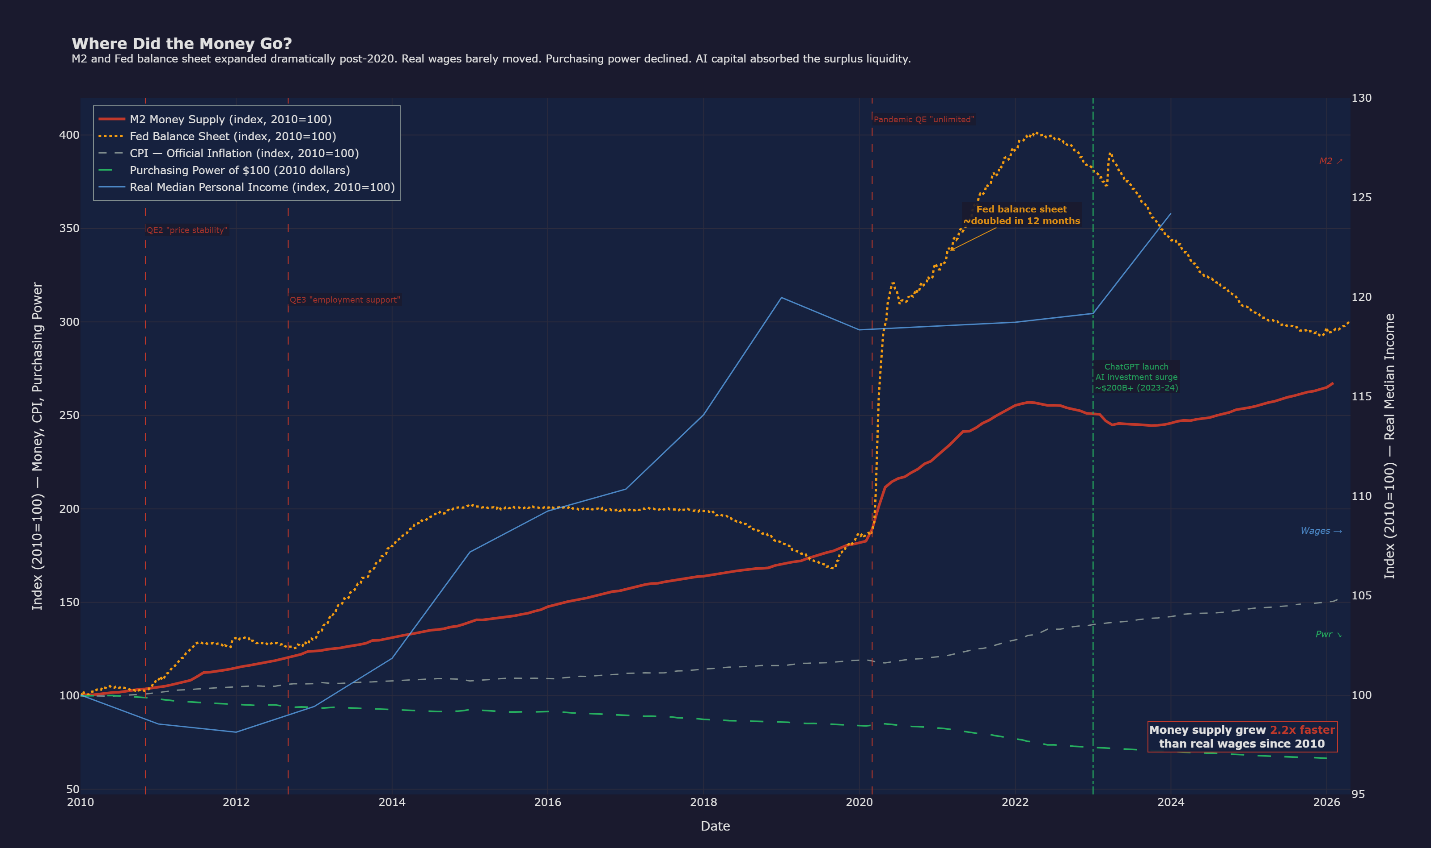 Where Did the Money Go?
M2 and Fed balance sheet expanded dramatically post-2020. Real wages barely moved. Purchasing power declined. AI capital absorbed the surplus liquidity.
M2 Money Supply (index, 2010=100)
Fed Balance Sheet (index, 2010=100)
CPI — Official Inflation (index, 2010=100)
Purchasing Power of $100 (2010 dollars)
Real Median Personal Income (index, 2010=100)
QE2 "price stability"
QE3 "employment support"
Pandemic QE "unlimited"
Fed balance sheet
~doubled in 12 months
ChatGPT launch
AI investment surge
~$200B+ (2023-24)
M2 ↗
Wages →
Pwr ↘
Money supply grew 2.2x faster
than real wages since 2010
Index (2010=100) — Money, CPI, Purchasing Power
400
350
300
250
200
150
100
50
Index (2010=100) — Real Median Income
130
125
120
115
110
105
100
95
2010 2012 2014 2016 2018 2020 2022 2024 2026
Date